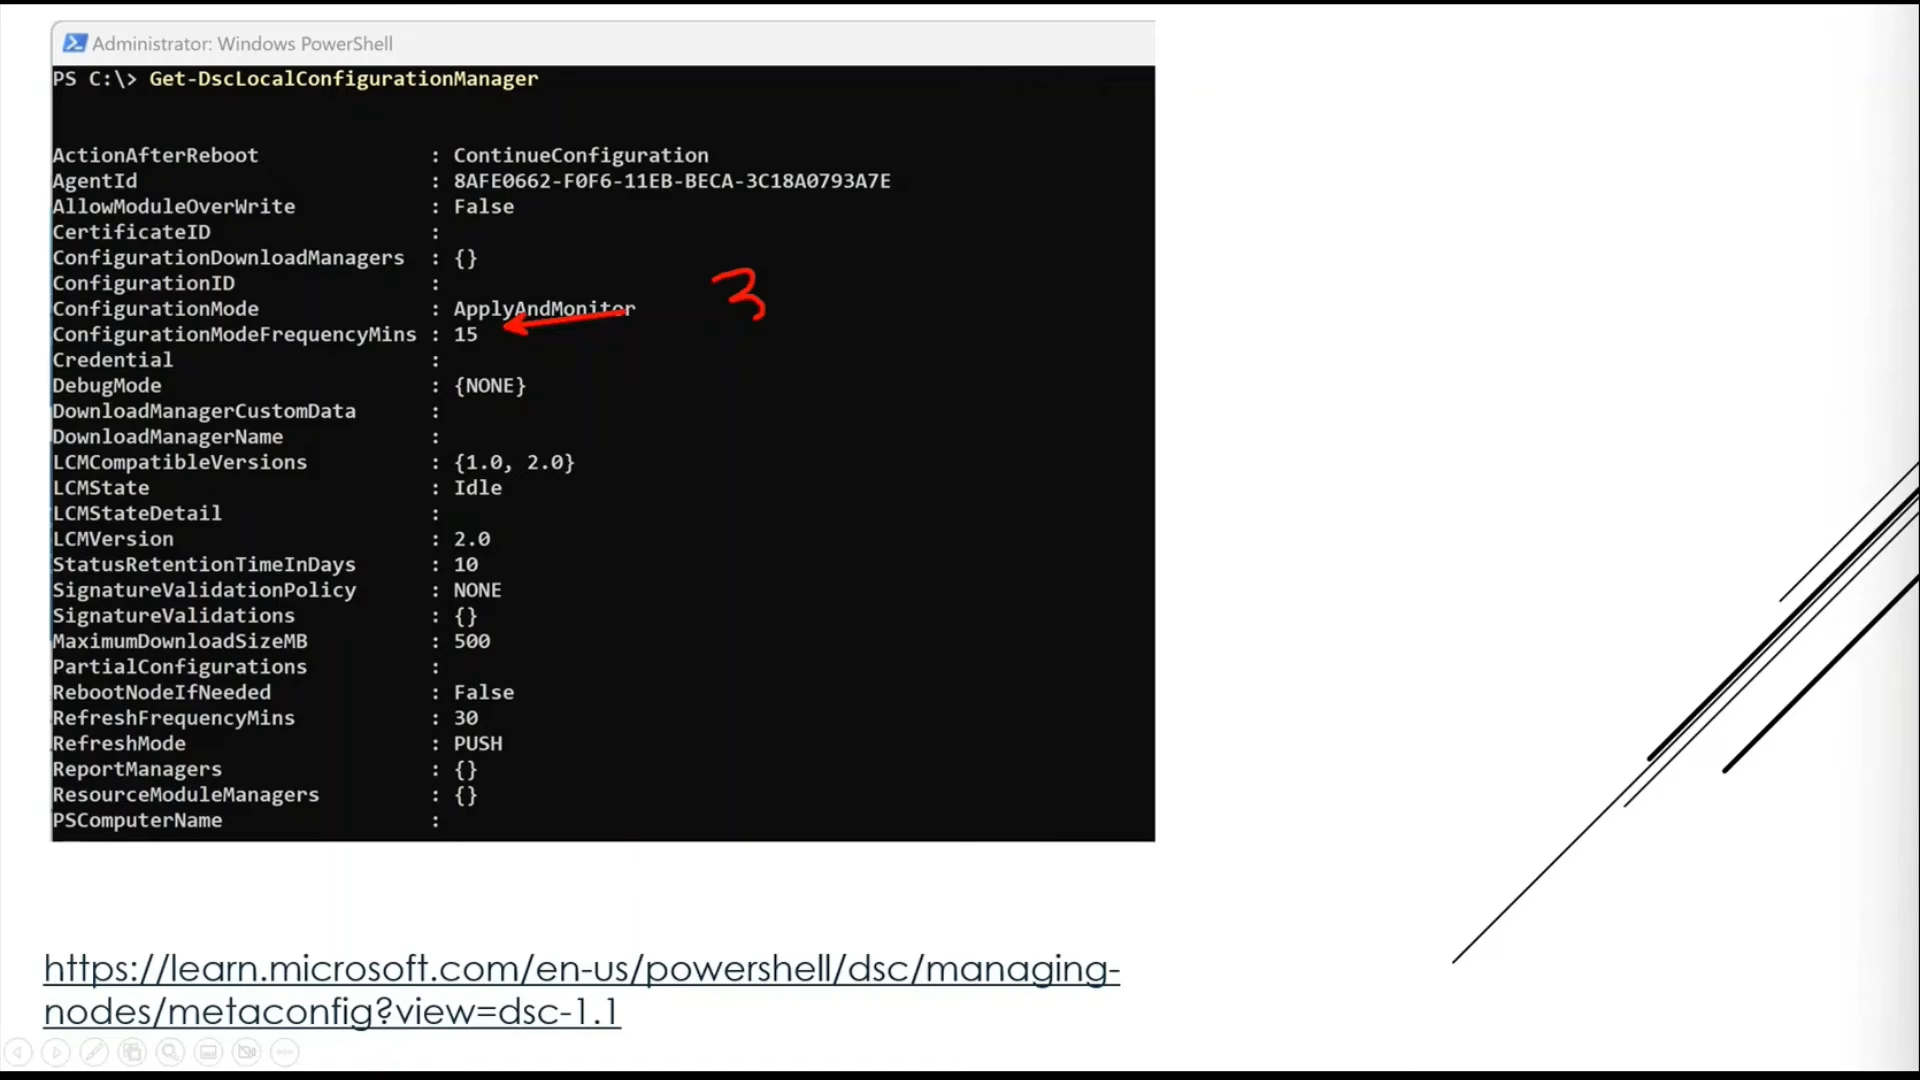 Administrator: Windows PowerShell
PS C:\> Get-DscLocalConfigurationManager
ActionAfterReboot : ContinueConfiguration
AgentId : 8AFE0662-F0F6-11EB-BECA-3C18A0793A7E
AllowModuleOverWrite : False
CertificateID :
ConfigurationDownloadManagers : {}
ConfigurationID :
ConfigurationMode : ApplyAndMonitor
ConfigurationModeFrequencyMins : 15
Credential :
DebugMode : {NONE}
DownloadManagerCustomData :
DownloadManagerName :
LCMCompatibleVersions : {1.0, 2.0}
LCMState : Idle
LCMStateDetail :
LCMVersion : 2.0
StatusRetentionTimeInDays : 10
SignatureValidationPolicy : NONE
SignatureValidations : {}
MaximumDownloadSizeMB : 500
PartialConfigurations :
RebootNodeIfNeeded : False
RefreshFrequencyMins : 30
RefreshMode : PUSH
ReportManagers : {}
ResourceModuleManagers : {}
PSComputerName :
3
https://learn.microsoft.com/en-us/powershell/dsc/managing-
nodes/metaconfig?view=dsc-1.1